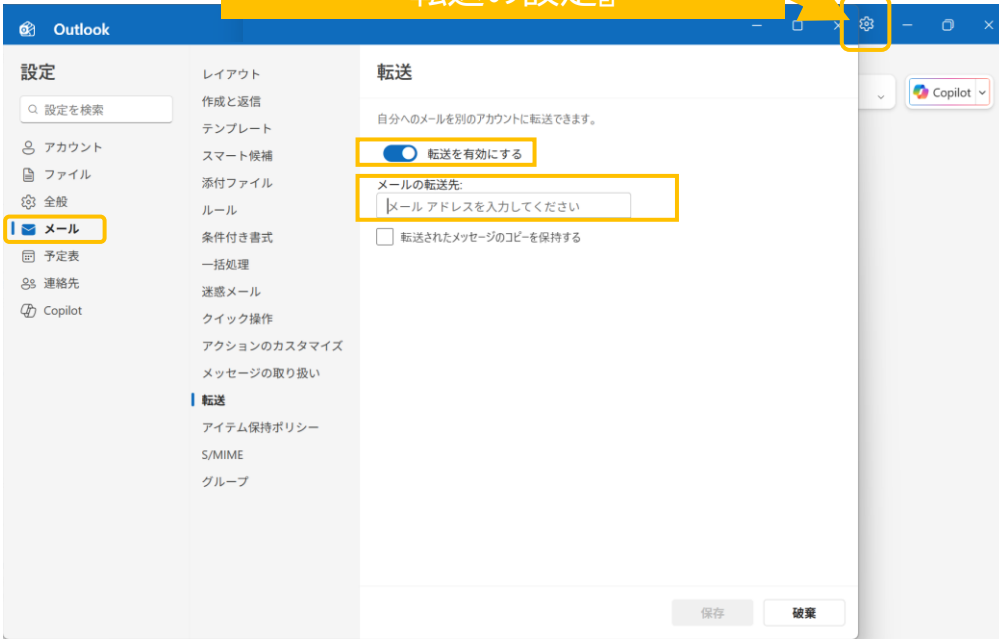 転送の設定』
Outlook
設定
設定を検索
アカウント
ファイル
全般
メール
予定表
連絡先
Copilot
レイアウト
作成と返信
テンプレート
スマート候補
添付ファイル
ルール
条件付き書式
一括処理
迷惑メール
クイック操作
アクションのカスタマイズ
メッセージの取り扱い
転送
アイテム保持ポリシー
S/MIME
グループ
転送
自分へのメールを別のアカウントに転送できます。
転送を有効にする
メールの転送先:
メール アドレスを入力してください
転送されたメッセージのコピーを保持する
保存
破棄
Copilot